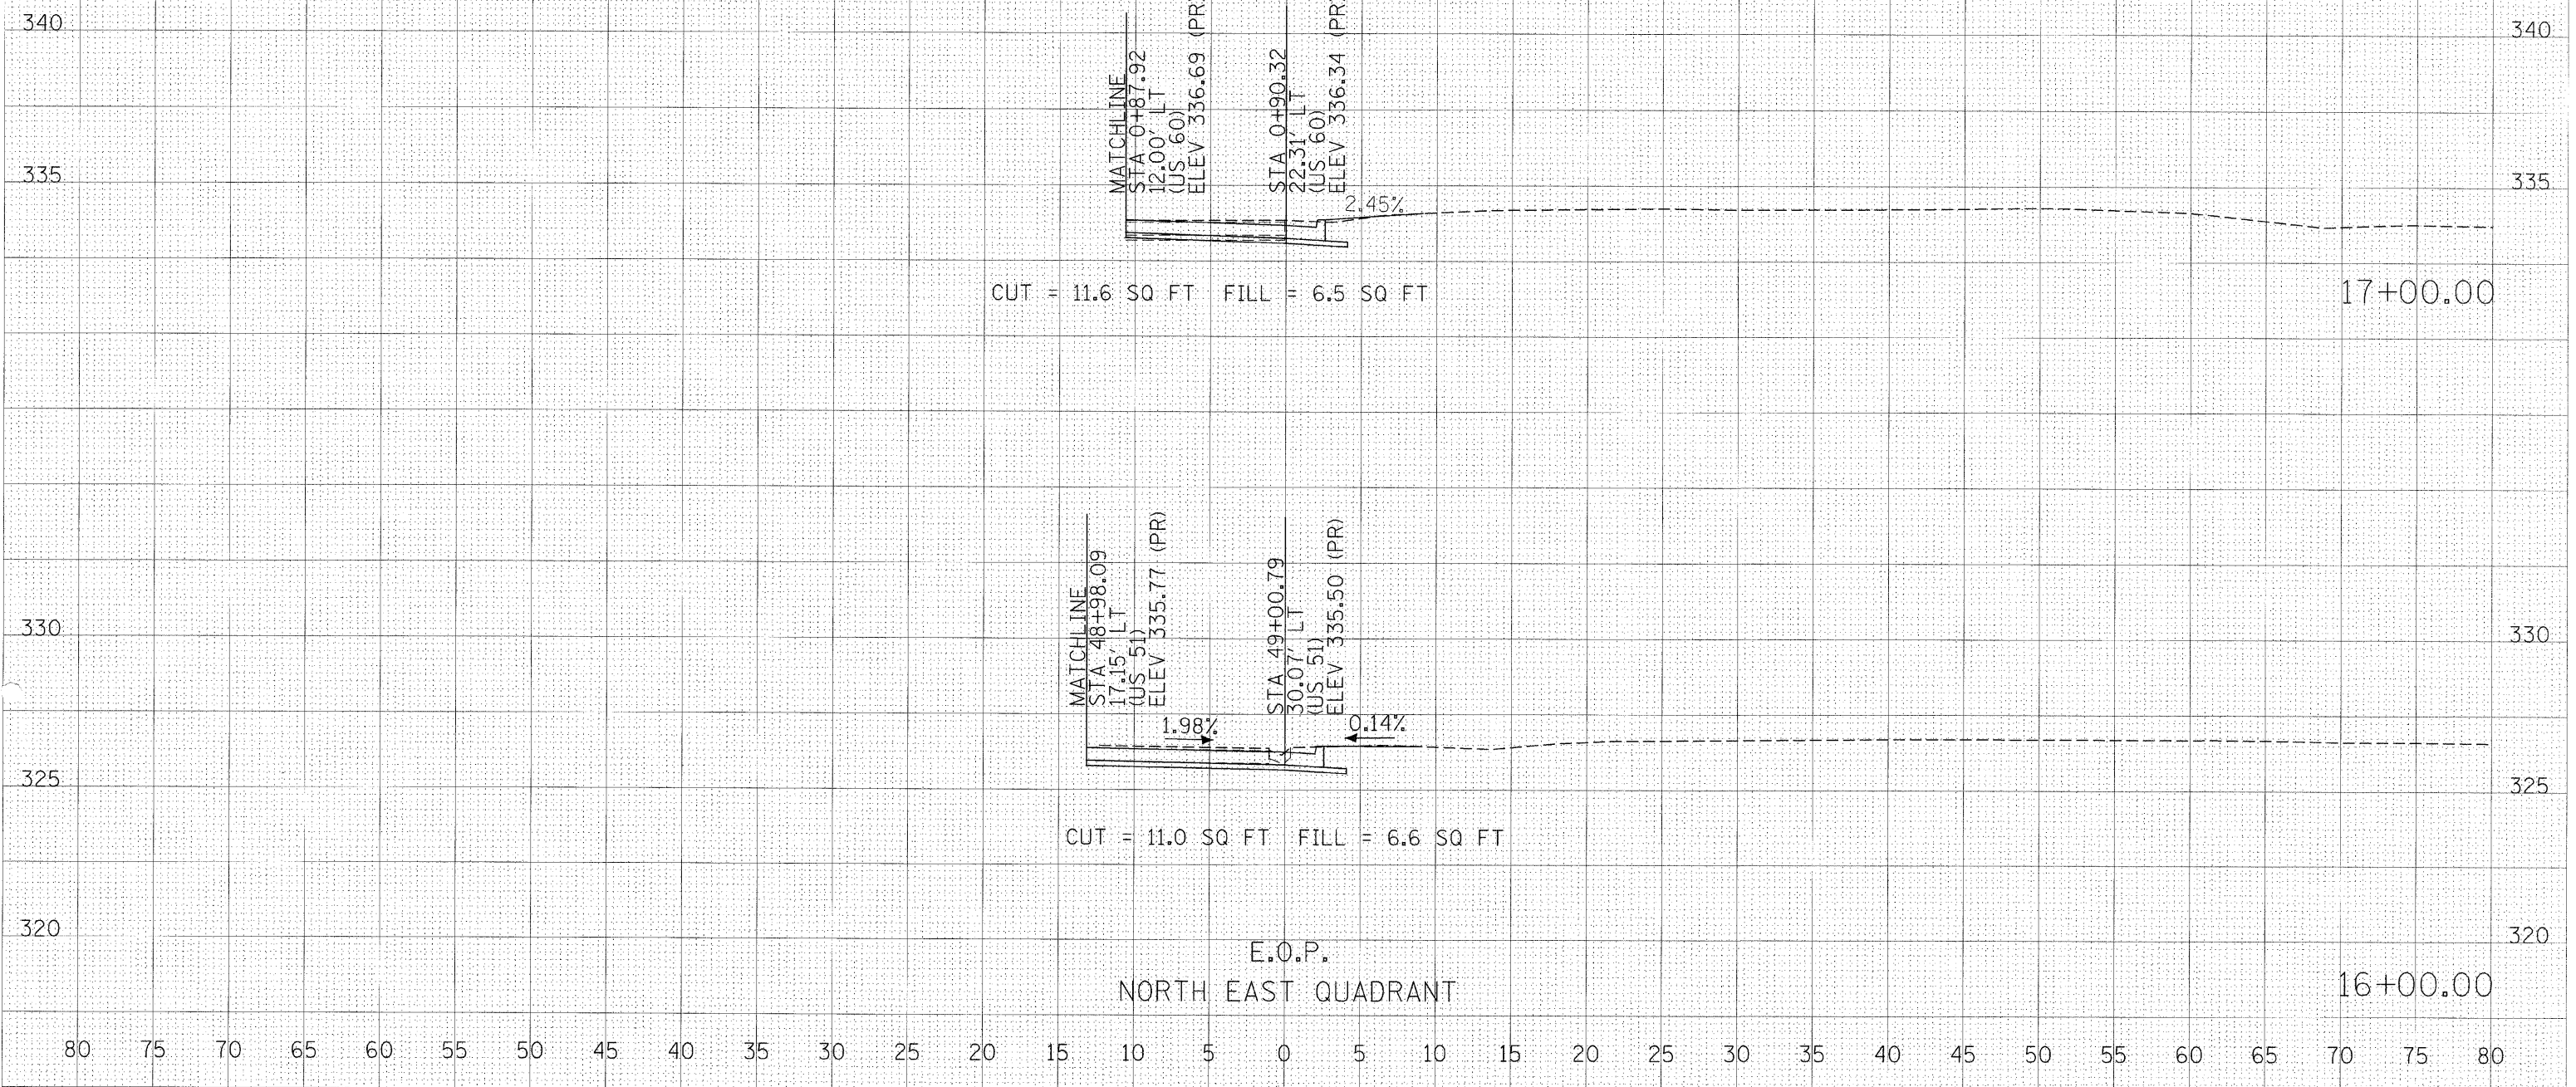 340
340
MATCHLINE
STA 0+87.92
12.00' LT
(US 60)
ELEV 336.69 (PR
STA 0+90.32
22.31' LT
(US 60)
ELEV 336.34 (PR
335
335
2.45%
CUT = 11.6 SQ FT FILL = 6.5 SQ FT
17+00.00
MATCHLINE
STA 48+98.09
17.15' LT
(US 51)
ELEV 335.77 (PR)
STA 49+00.79
30.07' LT
(US 51)
ELEV 335.50 (PR)
330
330
1.98%
0.14%
325
325
CUT = 11.0 SQ FT FILL = 6.6 SQ FT
320
320
E.O.P.
NORTH EAST QUADRANT
16+00.00
80 75 70 65 60 55 50 45 40 35 30 25 20 15 10 5 0 5 10 15 20 25 30 35 40 45 50 55 60 65 70 75 80